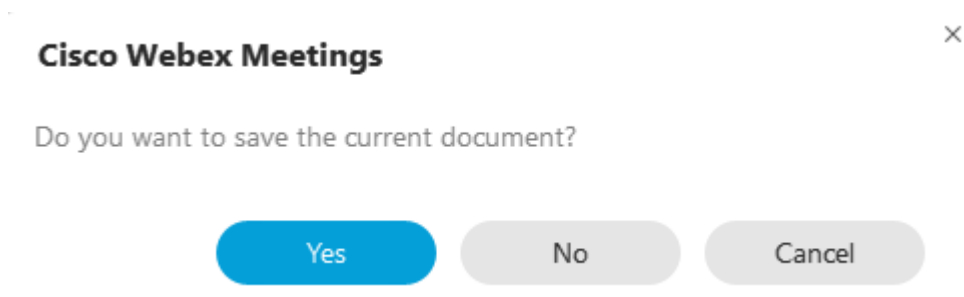 Cisco Webex Meetings
Do you want to save the current document?
Yes No Cancel